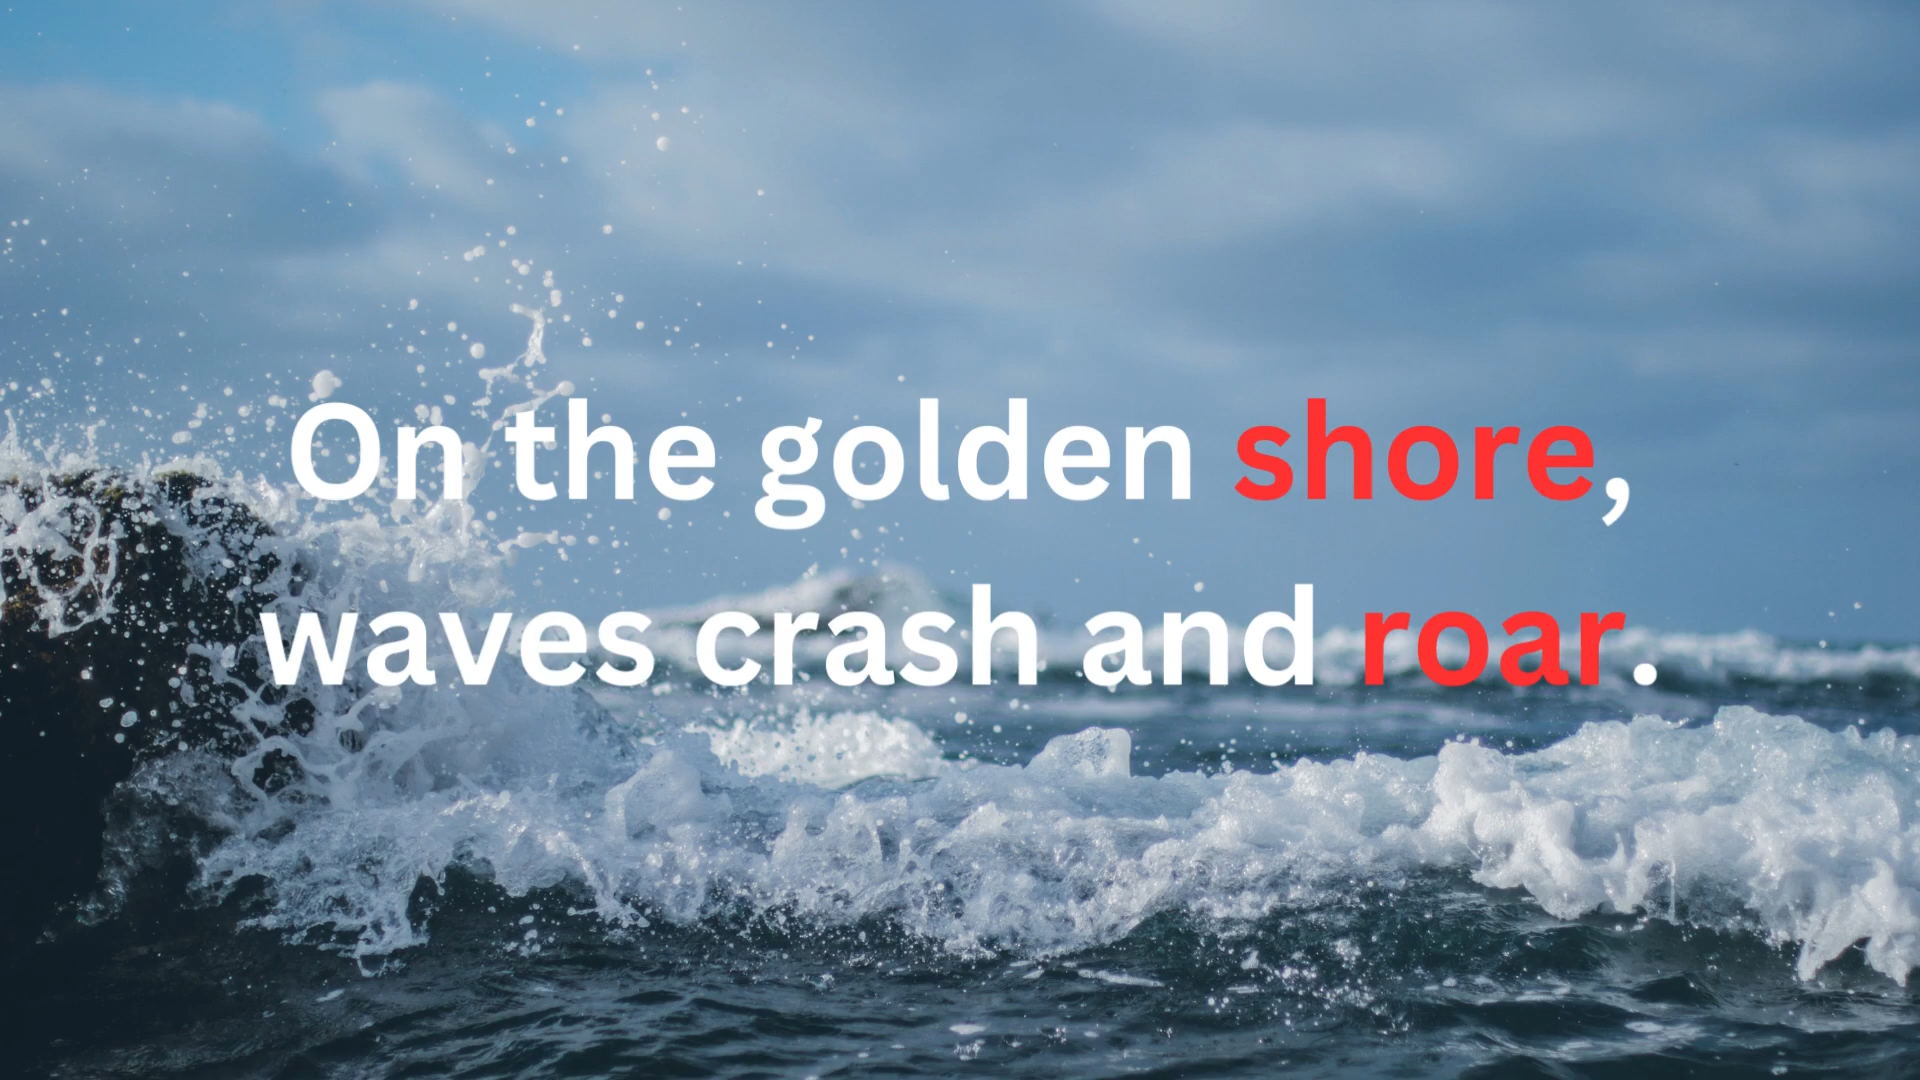 On the golden shore,
waves crash and roar.